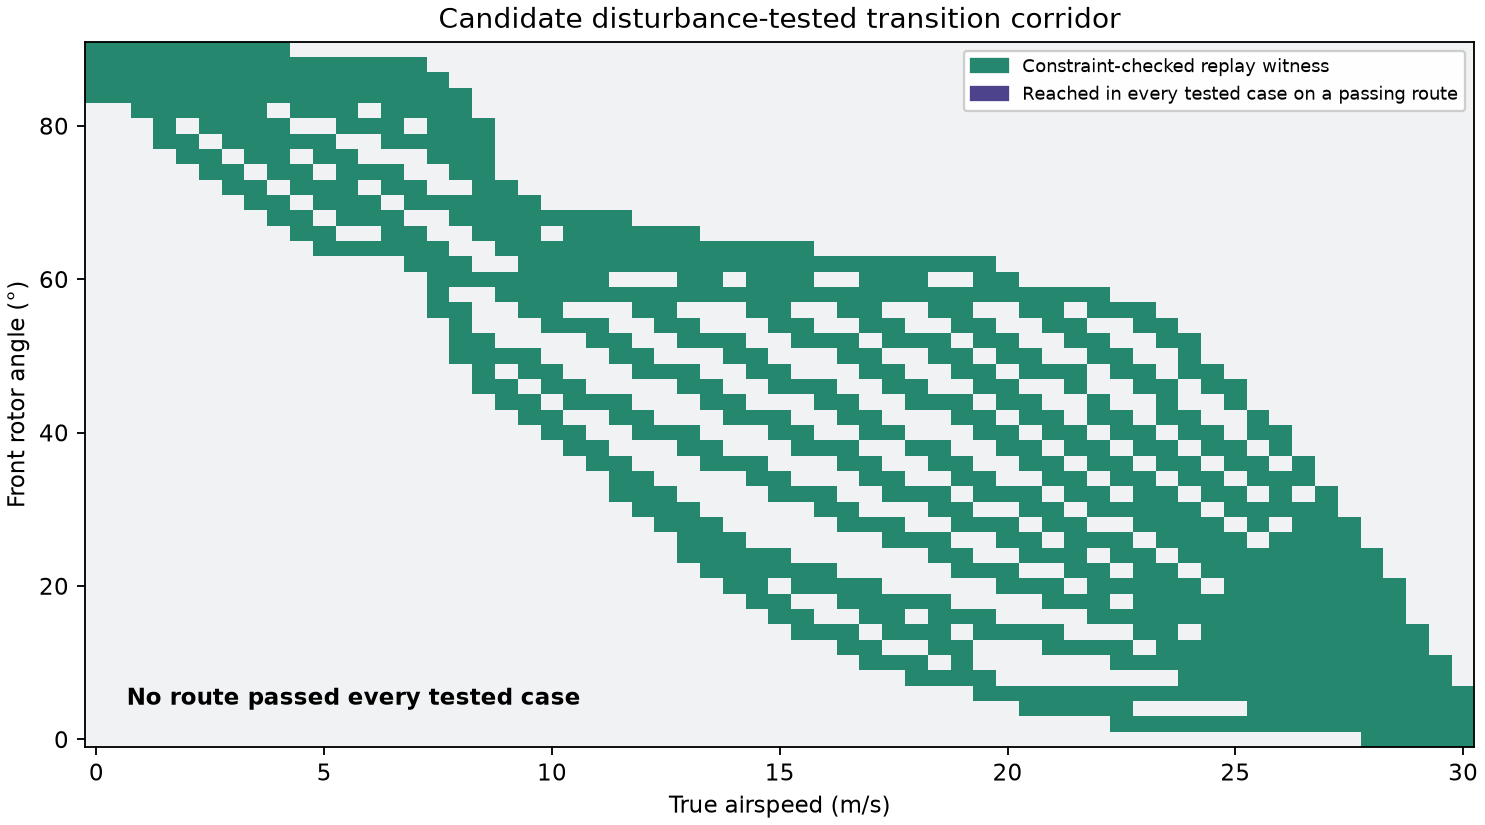 Candidate disturbance-tested transition corridor
Constraint-checked replay witness
Reached in every tested case on a passing route
80
60
40
20
0
Front rotor angle (°)
No route passed every tested case
0 5 10 15 20 25 30
True airspeed (m/s)